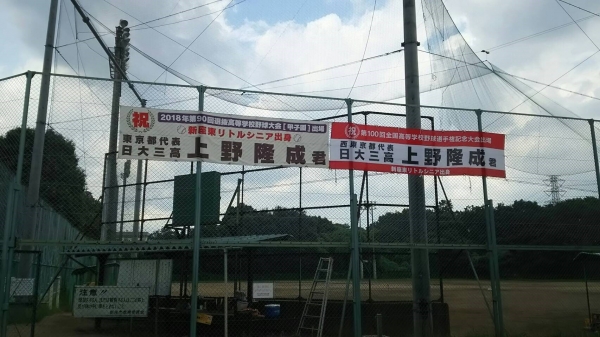 祝
2018年第90回選抜高等学校野球大会[甲子園]出場
新座東リトルシニア出身
東京都代表
日大三高
上野隆成君
祝
第100回全国高等学校野球選手権記念大会出場
西東京代表
日大三高
上野隆成君
新座東リトルシニア出身
注意